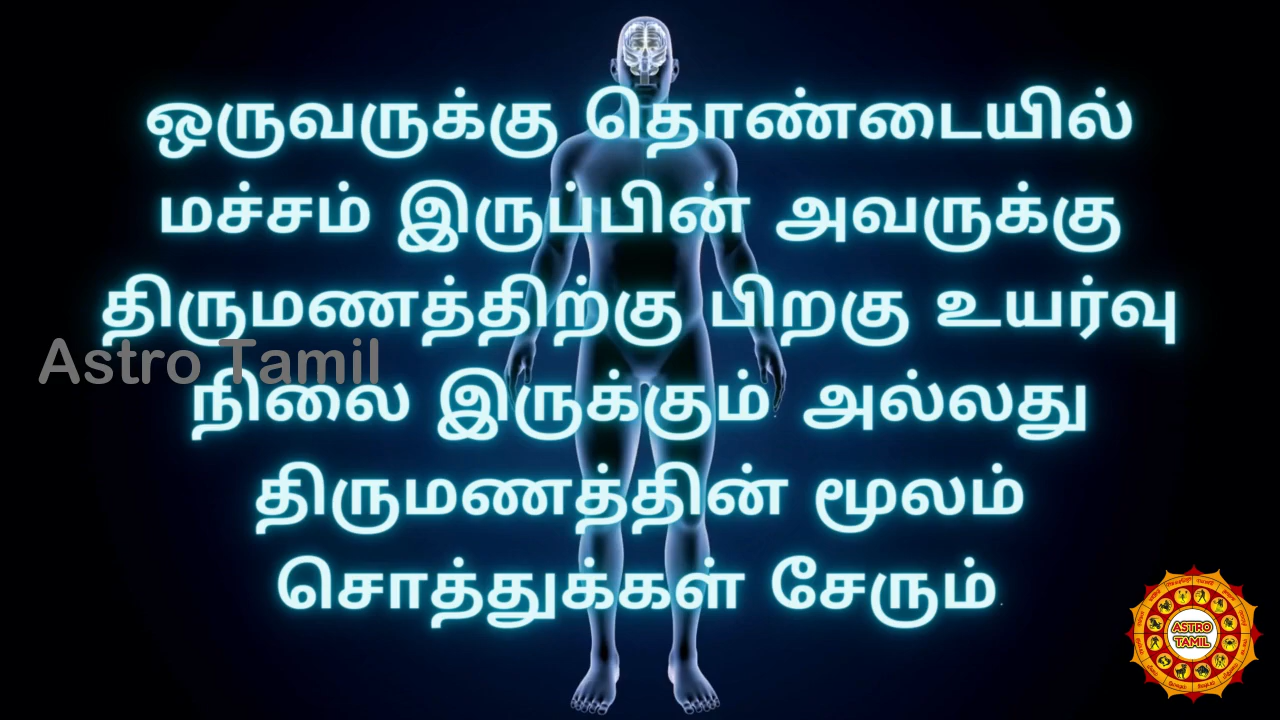 ஒருவருக்கு தொண்டையில்
மச்சம் இருப்பின் அவருக்கு
திருமணத்திற்கு பிறகு உயர்வு
Astro Tamil
நிலை இருக்கும் அல்லது
திருமணத்தின் மூலம்
சொத்துக்கள் சேரும்.
ASTRO
TAMIL